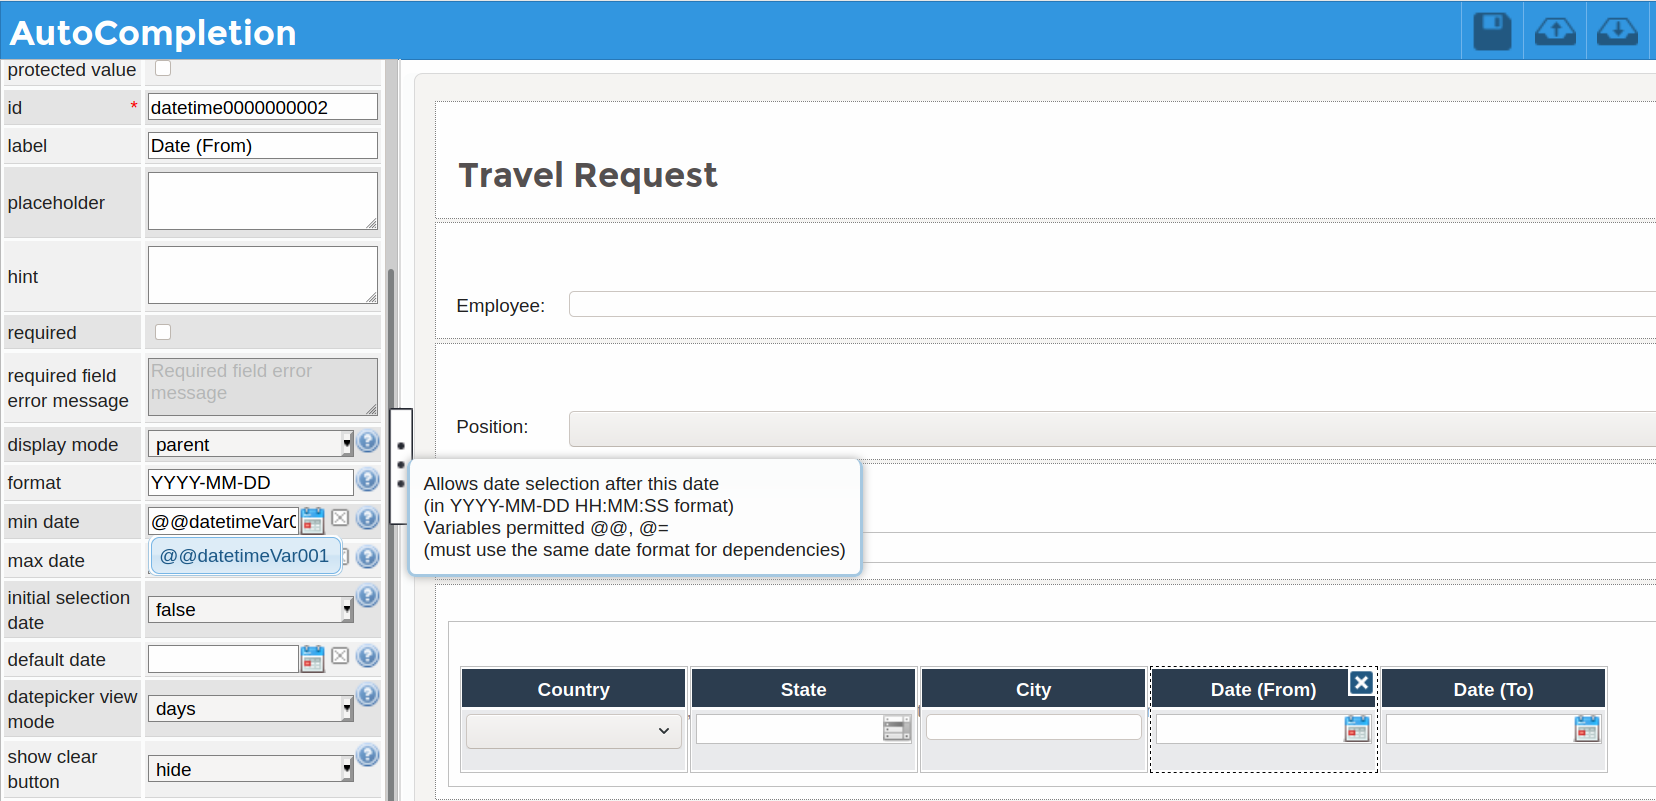 AutoCompletion
protected value
id * datetime0000000002
label Date (From)
placeholder
hint
required
required field
error message
Required field error
message
display mode parent
format YYYY-MM-DD
min date @@datetimeVar0
@@datetimeVar001
max date
initial selection
date
false
default date
datepicker view
mode
days
show clear
button
hide
Travel Request
Employee:
Position:
Allows date selection after this date
(in YYYY-MM-DD HH:MM:SS format)
Variables permitted @@, @=
(must use the same date format for dependencies)
Country State City Date (From) Date (To)